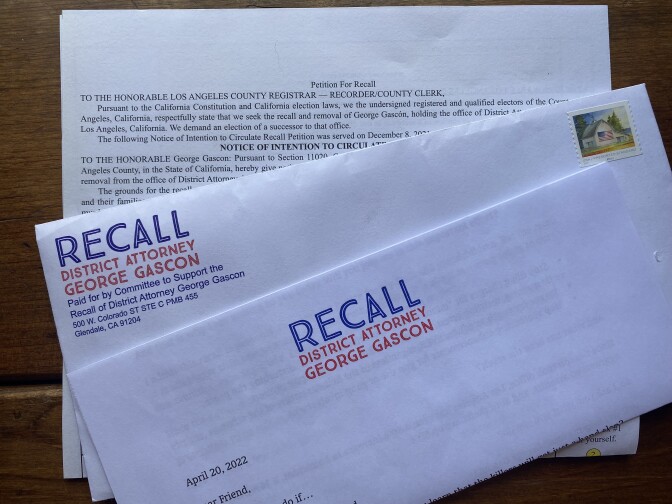 Petition For Recall
TO THE HONORABLE LOS ANGELES COUNTY REGISTRAR — RECORDER/COUNTY CLERK,
Pursuant to the California Constitution and California election laws, we the undersigned registered and qualified electors of the
Angeles, California, respectfully state that we seek the recall and removal of George Gascón, holding the office of District
Los Angeles, California. We demand an election of a successor to that office.
The following Notice of Intention to Circulate Recall Petition was served on December 8,
NOTICE OF INTENTION TO
TO THE HONORABLE George Gascon: Pursuant to Section 11020,
Angeles County, in the State of California, hereby give
removal from the office of District
The grounds for the
and their
RECALL
DISTRICT ATTORNEY
GEORGE GASCON
Paid for by Committee to Support the
Recall of District Attorney George Gascon
500 W. Colorado ST STE C PMB 455
Glendale, CA 91204
RECALL
DISTRICT ATTORNEY
GEORGE GASCON
April 20, 2022
Friend,
do if...
yourself.